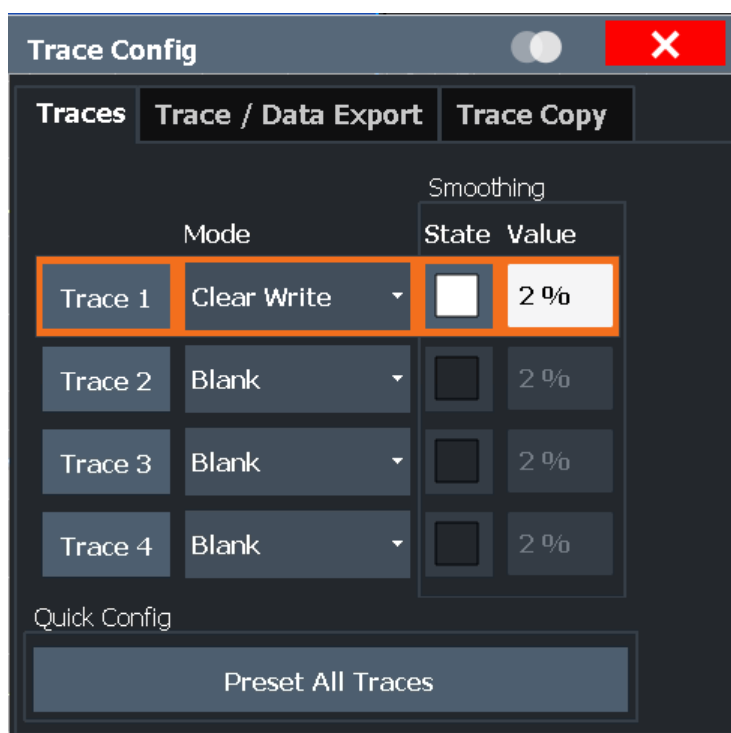 Trace Config
Traces Trace / Data Export Trace Copy
Smoothing
Mode State Value
Trace 1 Clear Write 2 %
Trace 2 Blank 2 %
Trace 3 Blank 2 %
Trace 4 Blank 2 %
Quick Config
Preset All Traces